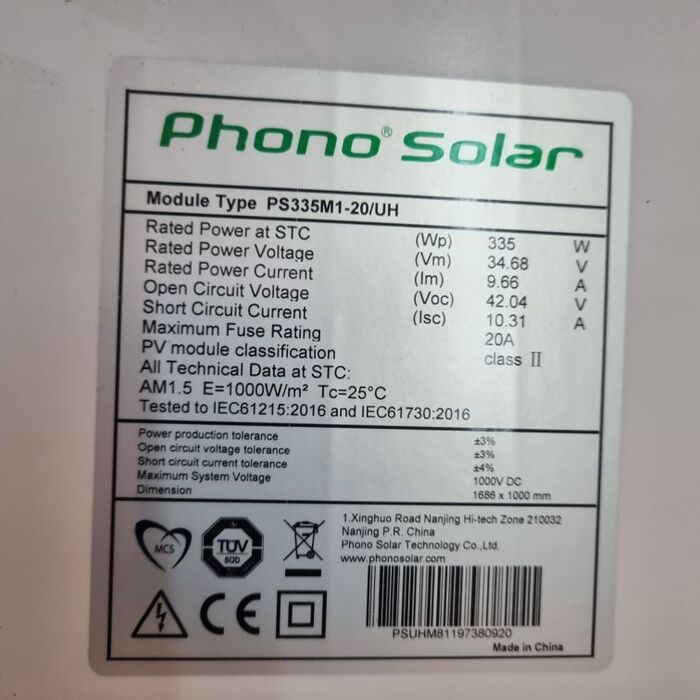 Phono® Solar
Module Type PS335M1-20/UH
Rated Power at STC (Wp) 335 W
Rated Power Voltage (Vm) 34.68 V
Rated Power Current (Im) 9.66 A
Open Circuit Voltage (Voc) 42.04 V
Short Circuit Current (Isc) 10.31 A
Maximum Fuse Rating 20A
PV module classification class II
All Technical Data at STC:
AM1.5 E=1000W/m² Tc=25°C
Tested to IEC61215:2016 and IEC61730:2016
Power production tolerance ±3%
Open circuit voltage tolerance ±3%
Short circuit current tolerance ±4%
Maximum System Voltage 1000V DC
Dimension 1686 x 1000 mm
1.Xinghuo Road Nanjing Hi-tech Zone 210032
Nanjing P.R. China
Phono Solar Technology Co.,Ltd.
www.phonosolar.com
MCS
TÜV
SÜD
CE
PSUHM81197380920
Made in China